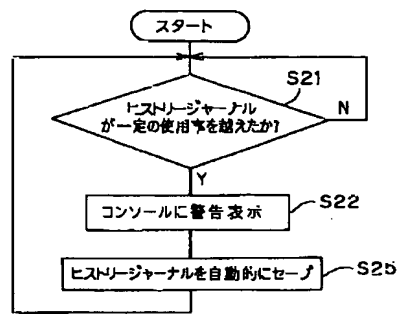 スタート
S21
ヒストリージャーナル
が一定の使用率を越えたか?
N
Y
コンソールに警告表示
S22
ヒストリージャーナルを自動的にセーブ
S25